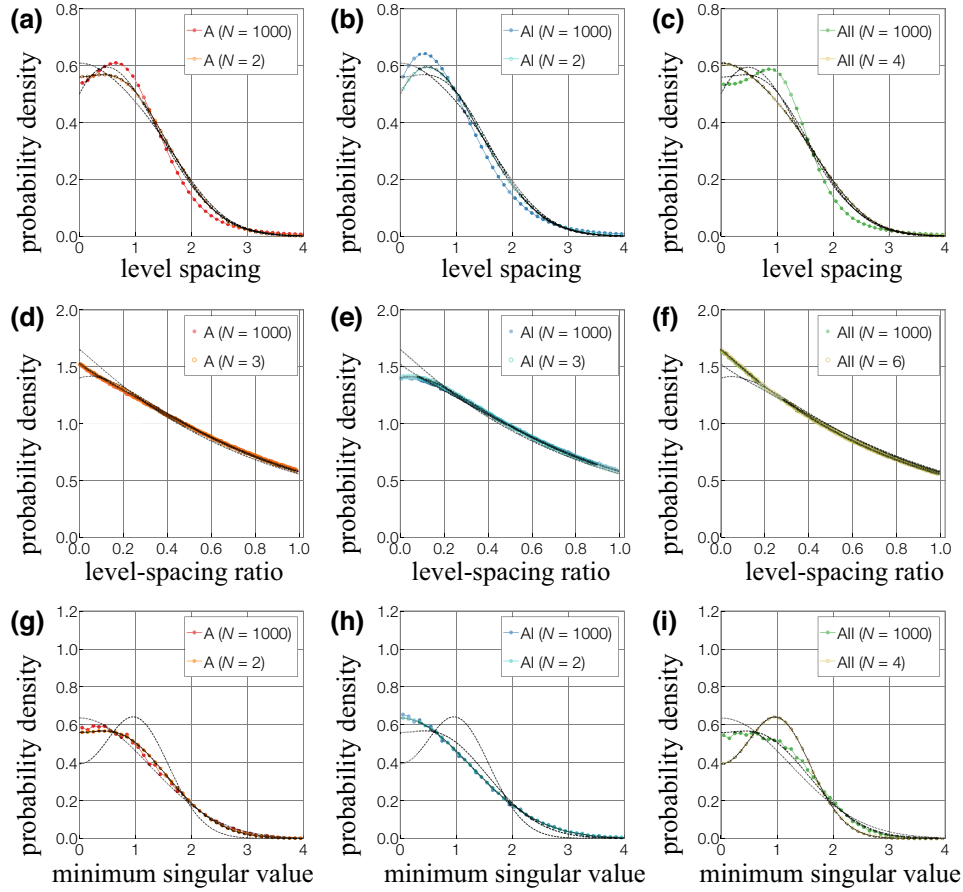 (a)
0.8
0.6
0.4
0.2
0.0
probability density
A (N = 1000)
A (N = 2)
0 1 2 3 4
level spacing
(b)
0.8
0.6
0.4
0.2
0.0
probability density
AI (N = 1000)
AI (N = 2)
0 1 2 3 4
level spacing
(c)
0.8
0.6
0.4
0.2
0.0
probability density
AII (N = 1000)
AII (N = 4)
0 1 2 3 4
level spacing
(d)
2.0
1.5
1.0
0.5
0.0
probability density
A (N = 1000)
A (N = 3)
0.0 0.2 0.4 0.6 0.8 1.0
level-spacing ratio
(e)
2.0
1.5
1.0
0.5
0.0
probability density
AI (N = 1000)
AI (N = 3)
0.0 0.2 0.4 0.6 0.8 1.0
level-spacing ratio
(f)
2.0
1.5
1.0
0.5
0.0
probability density
AII (N = 1000)
AII (N = 6)
0.0 0.2 0.4 0.6 0.8 1.0
level-spacing ratio
(g)
1.2
1.0
0.8
0.6
0.4
0.2
0.0
probability density
A (N = 1000)
A (N = 2)
0 1 2 3 4
minimum singular value
(h)
1.2
1.0
0.8
0.6
0.4
0.2
0.0
probability density
AI (N = 1000)
AI (N = 2)
0 1 2 3 4
minimum singular value
(i)
1.2
1.0
0.8
0.6
0.4
0.2
0.0
probability density
AII (N = 1000)
AII (N = 4)
0 1 2 3 4
minimum singular value